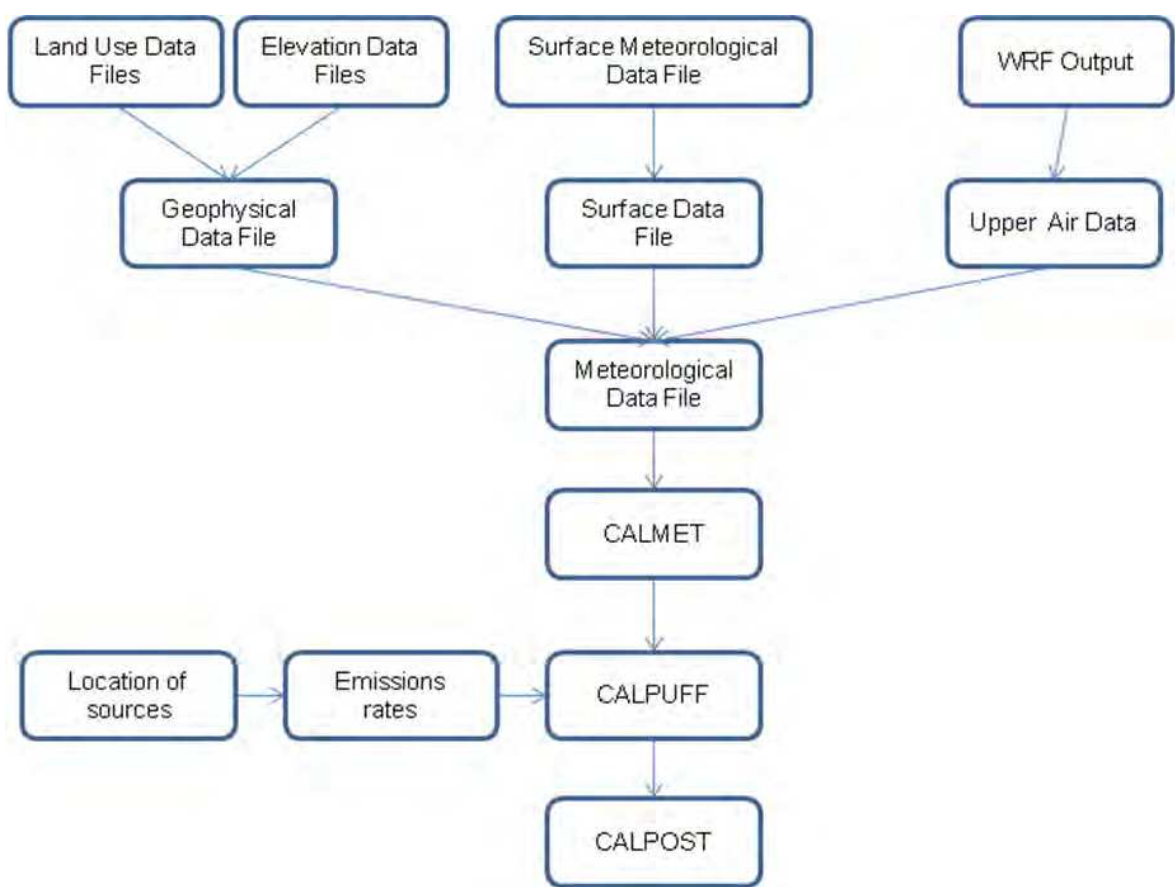 Land Use Data
Files
Elevation Data
Files
Surface Meteorological
Data File
WRF Output
Geophysical
Data File
Surface Data
File
Upper Air Data
Meteorological
Data File
CALMET
Location of
sources
Emissions
rates
CALPUFF
CALPOST